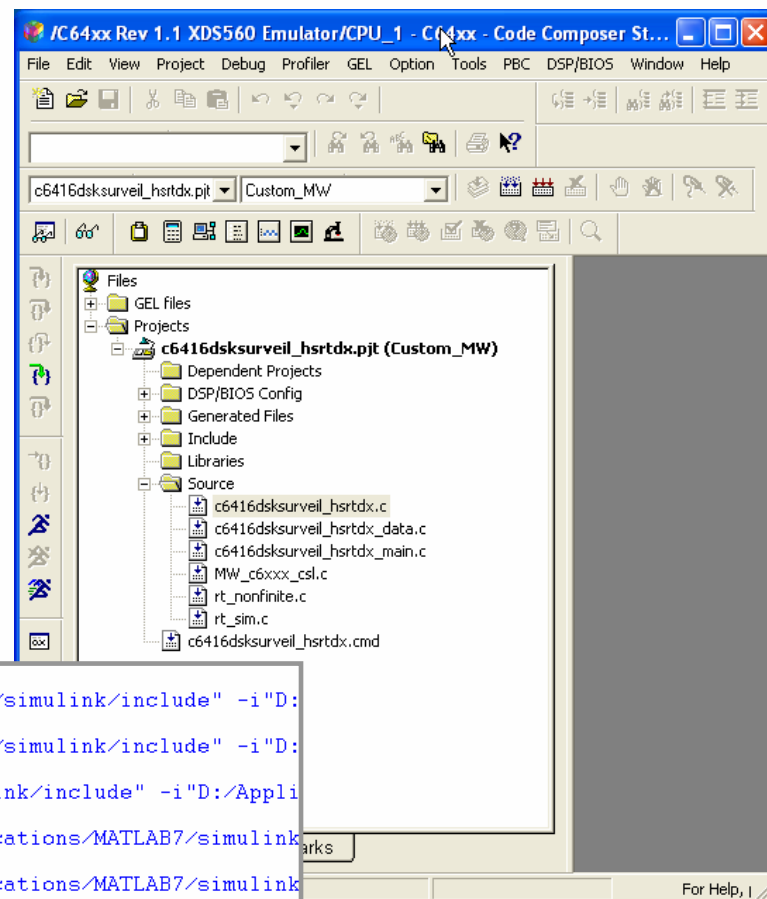 /C64xx Rev 1.1 XDS560 Emulator/CPU_1 - C64xx - Code Composer St...
File Edit View Project Debug Profiler GEL Option Tools PBC DSP/BIOS Window Help
c6416dsksurveil_hsrtdx.pjt Custom_MW
Files
GEL files
Projects
c6416dsksurveil_hsrtdx.pjt (Custom_MW)
Dependent Projects
DSP/BIOS Config
Generated Files
Include
Libraries
Source
c6416dsksurveil_hsrtdx.c
c6416dsksurveil_hsrtdx_data.c
c6416dsksurveil_hsrtdx_main.c
MW_c6xxx_csl.c
rt_nonfinite.c
rt_sim.c
c6416dsksurveil_hsrtdx.cmd
/simulink/include" -i"D:
/simulink/include" -i"D:
nk/include" -i"D:/Appli
cations/MATLAB7/simulink
cations/MATLAB7/simulink
arks
For Help,